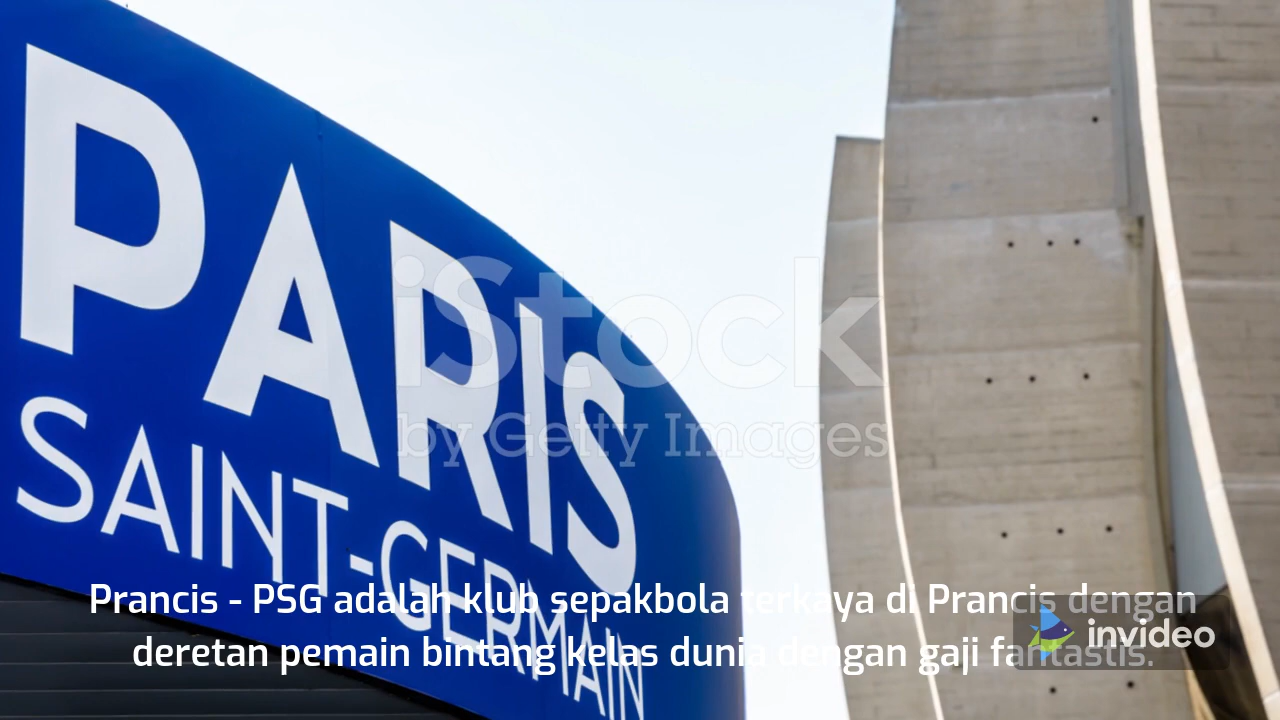 PARIS
SAINT-GERMAIN
iStock
by Getty Images
Prancis - PSG adalah klub sepakbola terkaya di Prancis dengan
deretan pemain bintang kelas dunia dengan gaji fantastis.
invideo